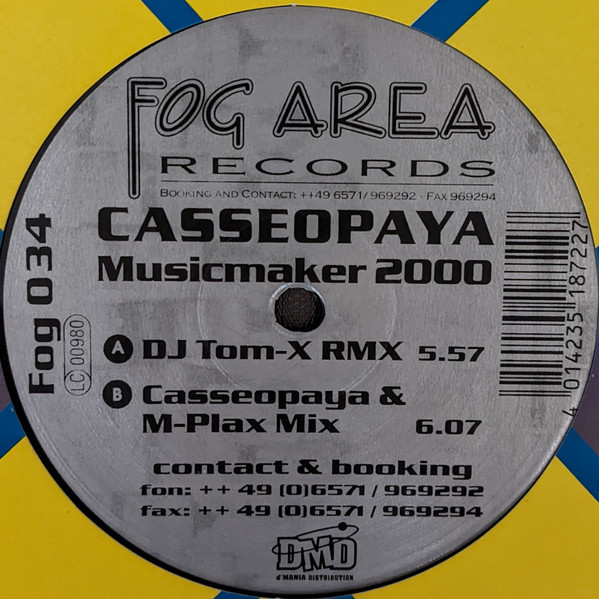 FOG AREA
RECORDS
BOOKING AND CONTACT: ++49 6571/ 969292 - FAX 969294
CASSEOPAYA
Musicmaker 2000
A DJ Tom-X RMX 5.57
B Casseopaya &
M-Plax Mix 6.07
contact & booking
fon: ++ 49 (0)6571 / 969292
fax: ++ 49 (0)6571 / 969294
DMD
d'MANIA DISTRIBUTION
Fog 034
LC 00980
4 014235 187227